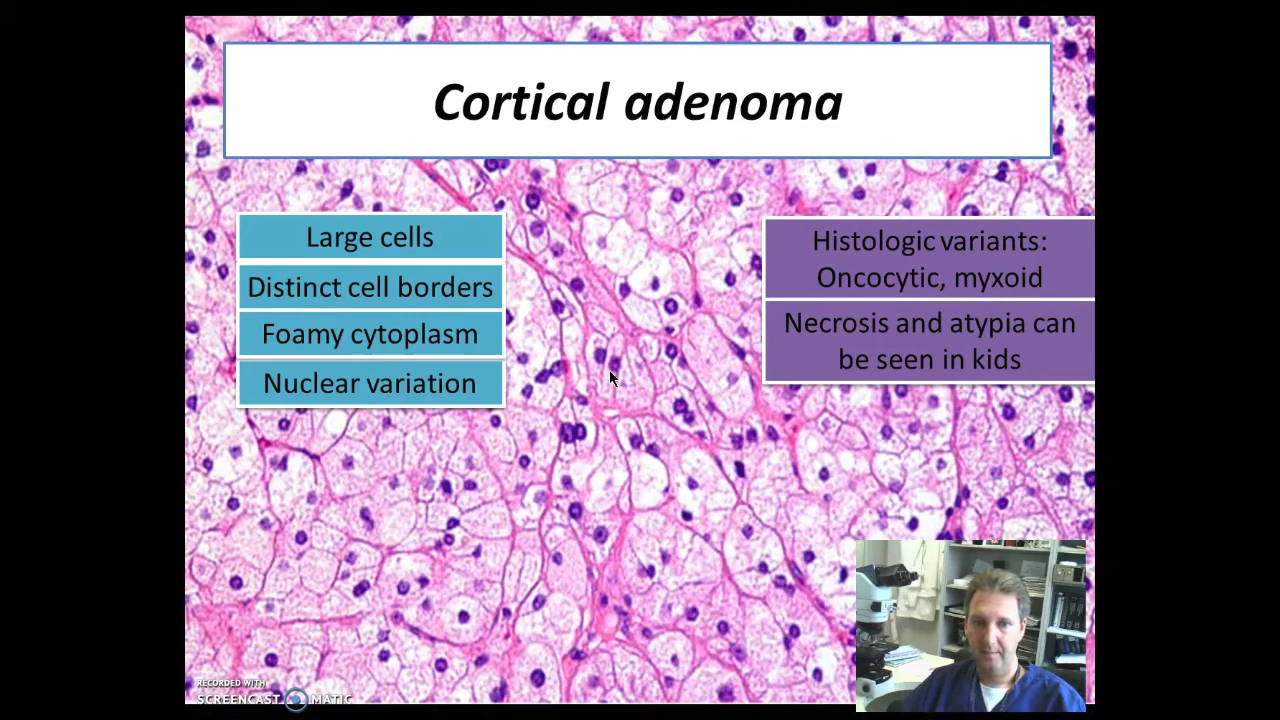 Cortical adenoma
Large cells
Distinct cell borders
Foamy cytoplasm
Nuclear variation
Histologic variants:
Oncocytic, myxoid
Necrosis and atypia can
be seen in kids
RECORDED WITH
SCREENCAST MATIC